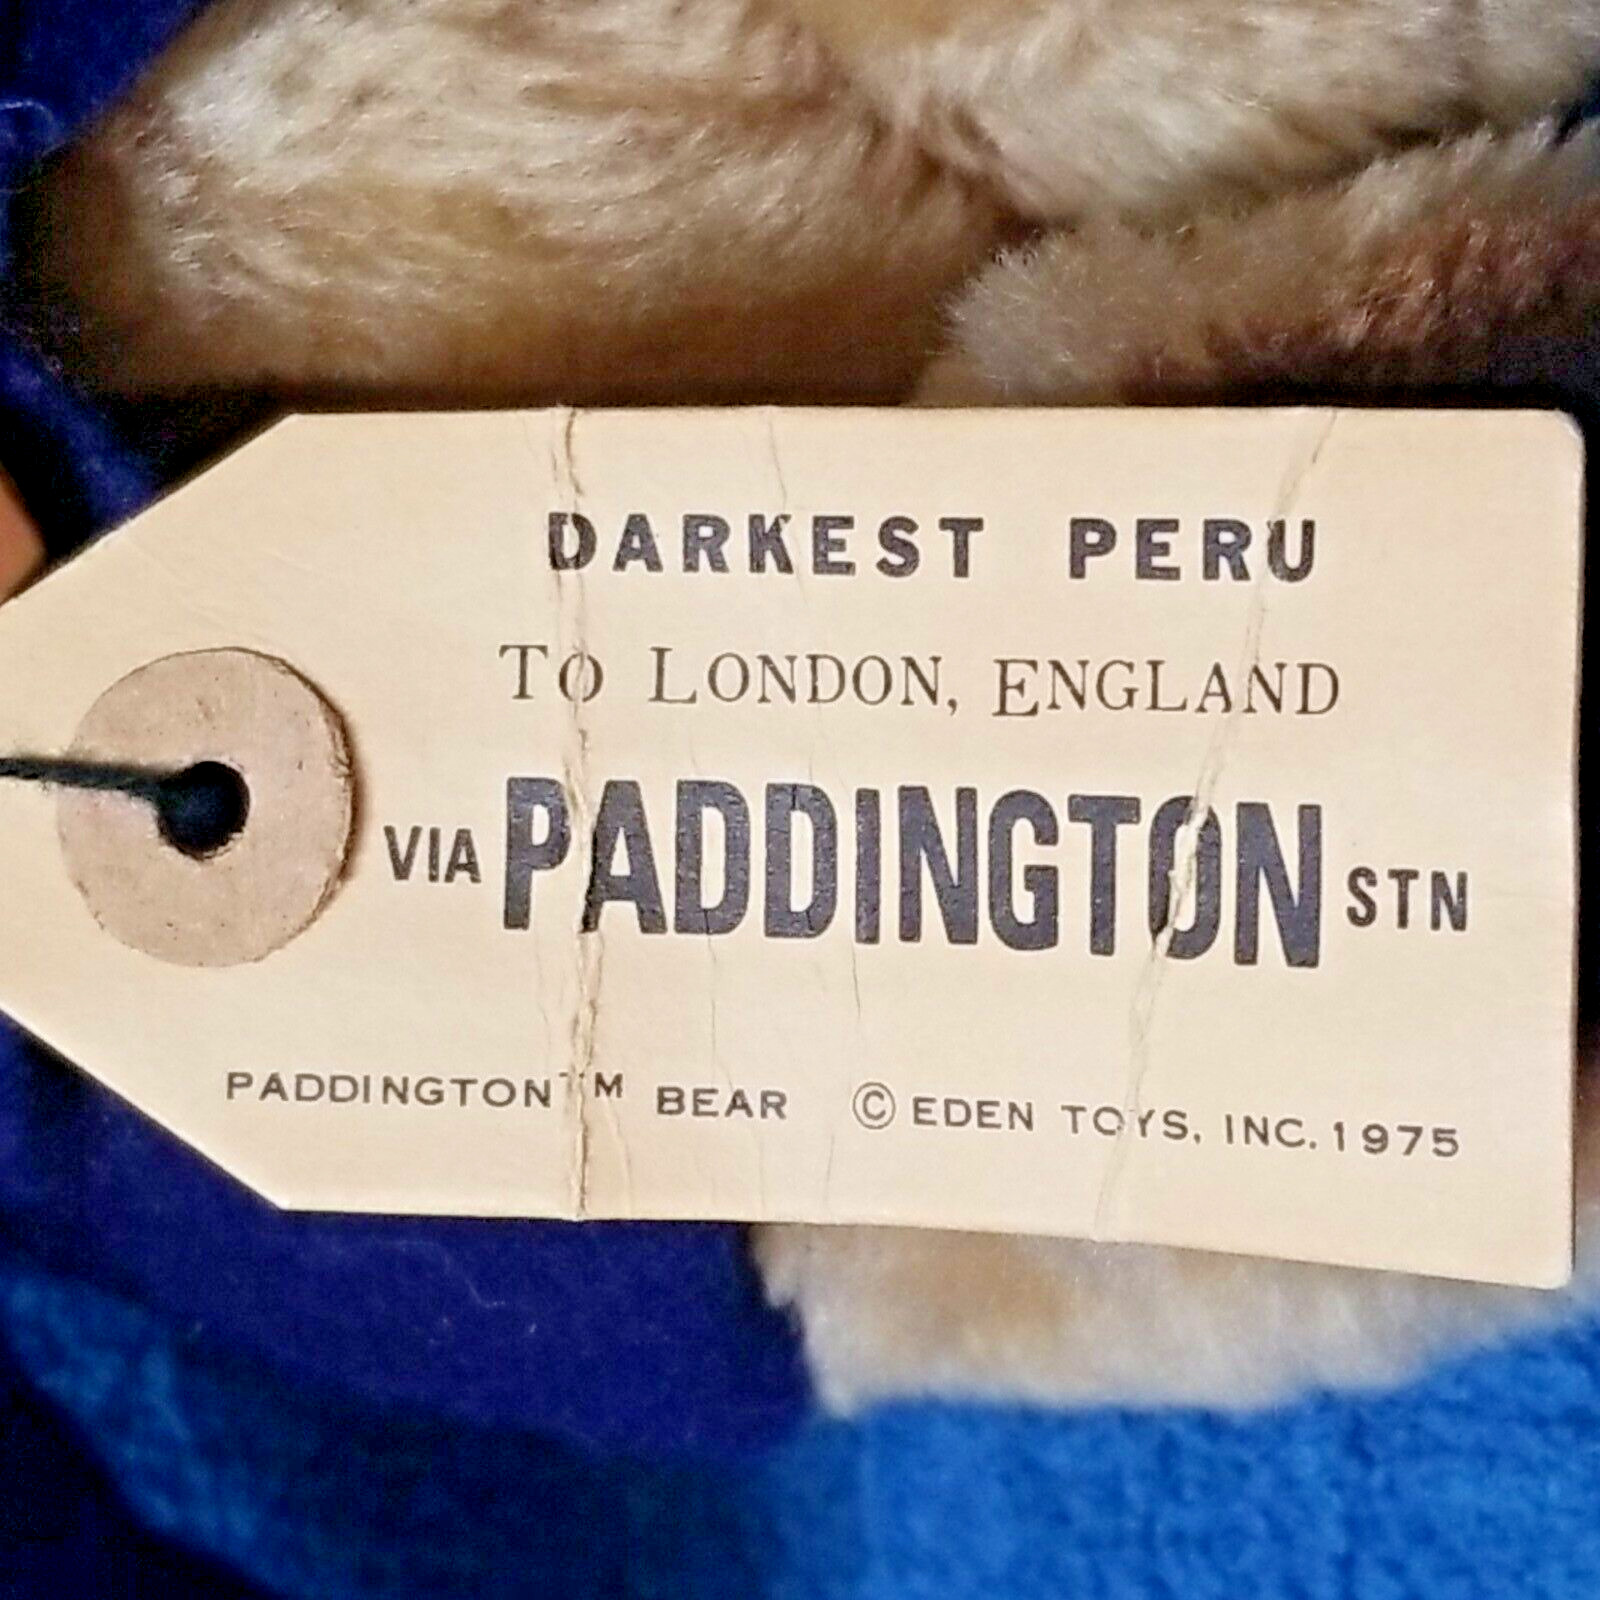 DARKEST PERU
TO LONDON, ENGLAND
VIA PADDINGTON STN
PADDINGTON™ BEAR © EDEN TOYS, INC. 1975